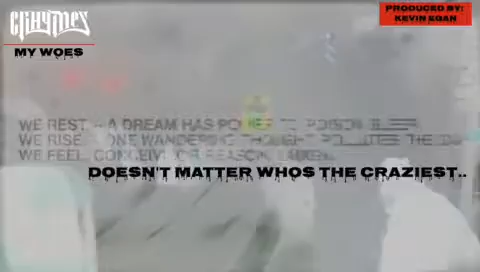 CRHYMES
MY WOES
PRODUCED BY:
KEVIN EGAN
WE REST -- A DREAM HAS POWER TO POISON SLEEP
WE RISE -- ONE WANDERING THOUGHT POLLUTES THE DAY
WE FEEL, CONCEIVE OR REASON, LAUGH
DOESN'T MATTER WHOS THE CRAZIEST..